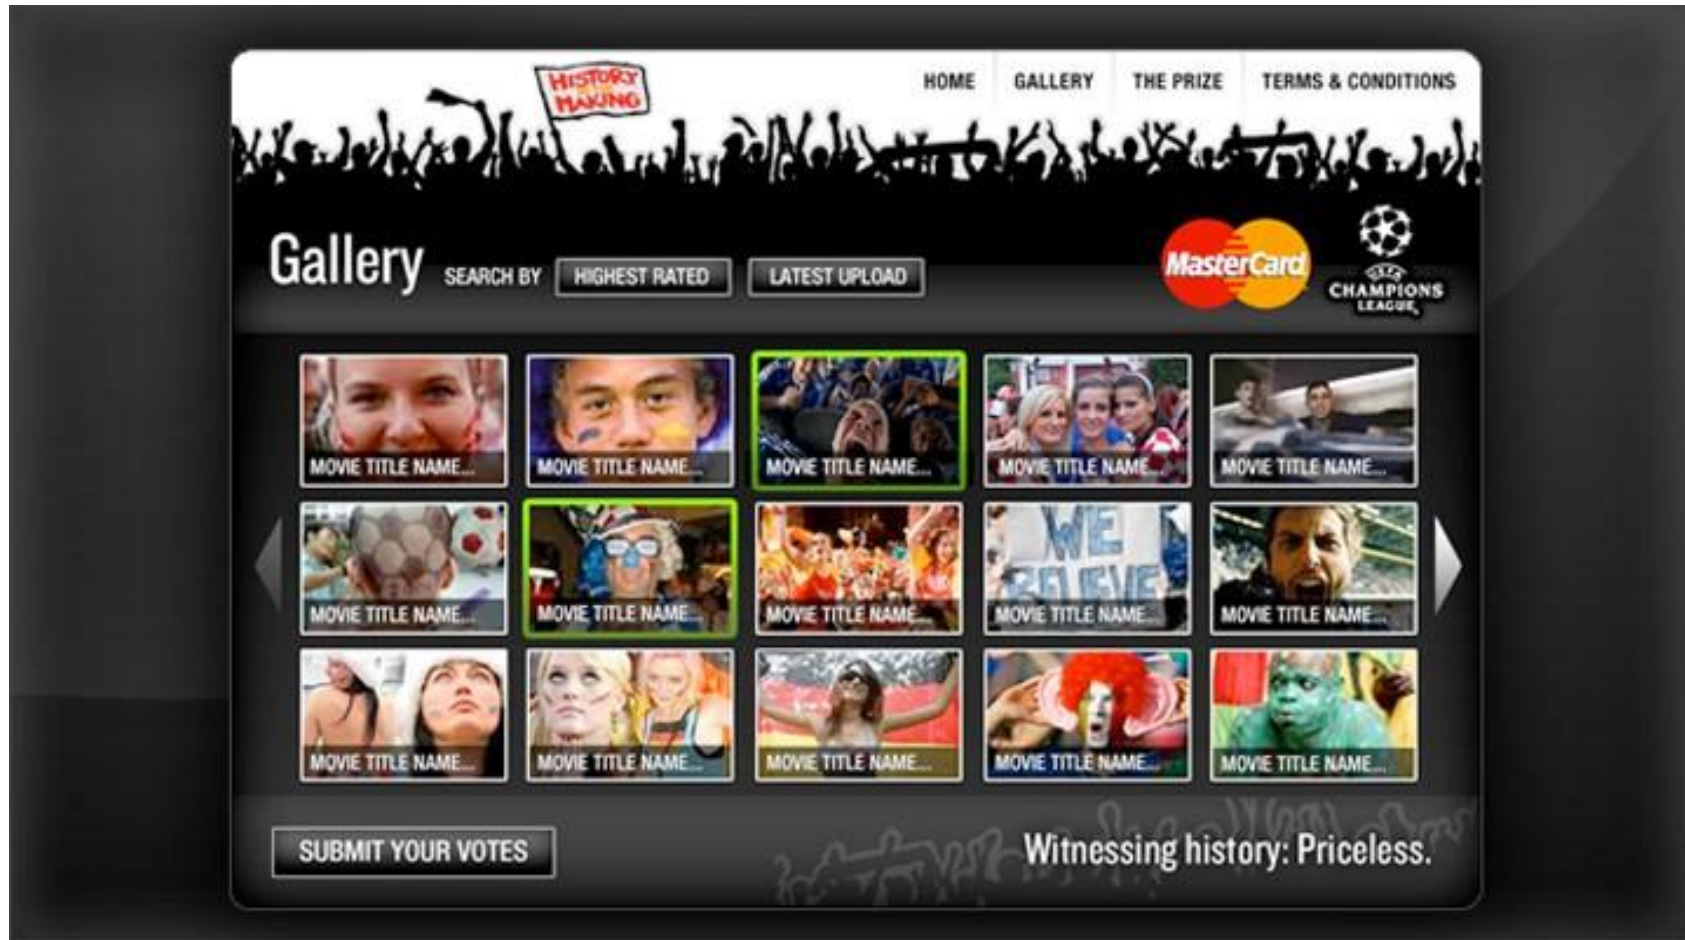 HISTORY
MAKING
HOME GALLERY THE PRIZE TERMS & CONDITIONS
Gallery SEARCH BY HIGHEST RATED LATEST UPLOAD
MasterCard
UEFA
CHAMPIONS
LEAGUE
MOVIE TITLE NAME... MOVIE TITLE NAME... MOVIE TITLE NAME... MOVIE TITLE NAME... MOVIE TITLE NAME...
WE
BELIEVE
MOVIE TITLE NAME... MOVIE TITLE NAME... MOVIE TITLE NAME... MOVIE TITLE NAME... MOVIE TITLE NAME...
MOVIE TITLE NAME... MOVIE TITLE NAME... MOVIE TITLE NAME... MOVIE TITLE NAME... MOVIE TITLE NAME...
SUBMIT YOUR VOTES
Witnessing history: Priceless.